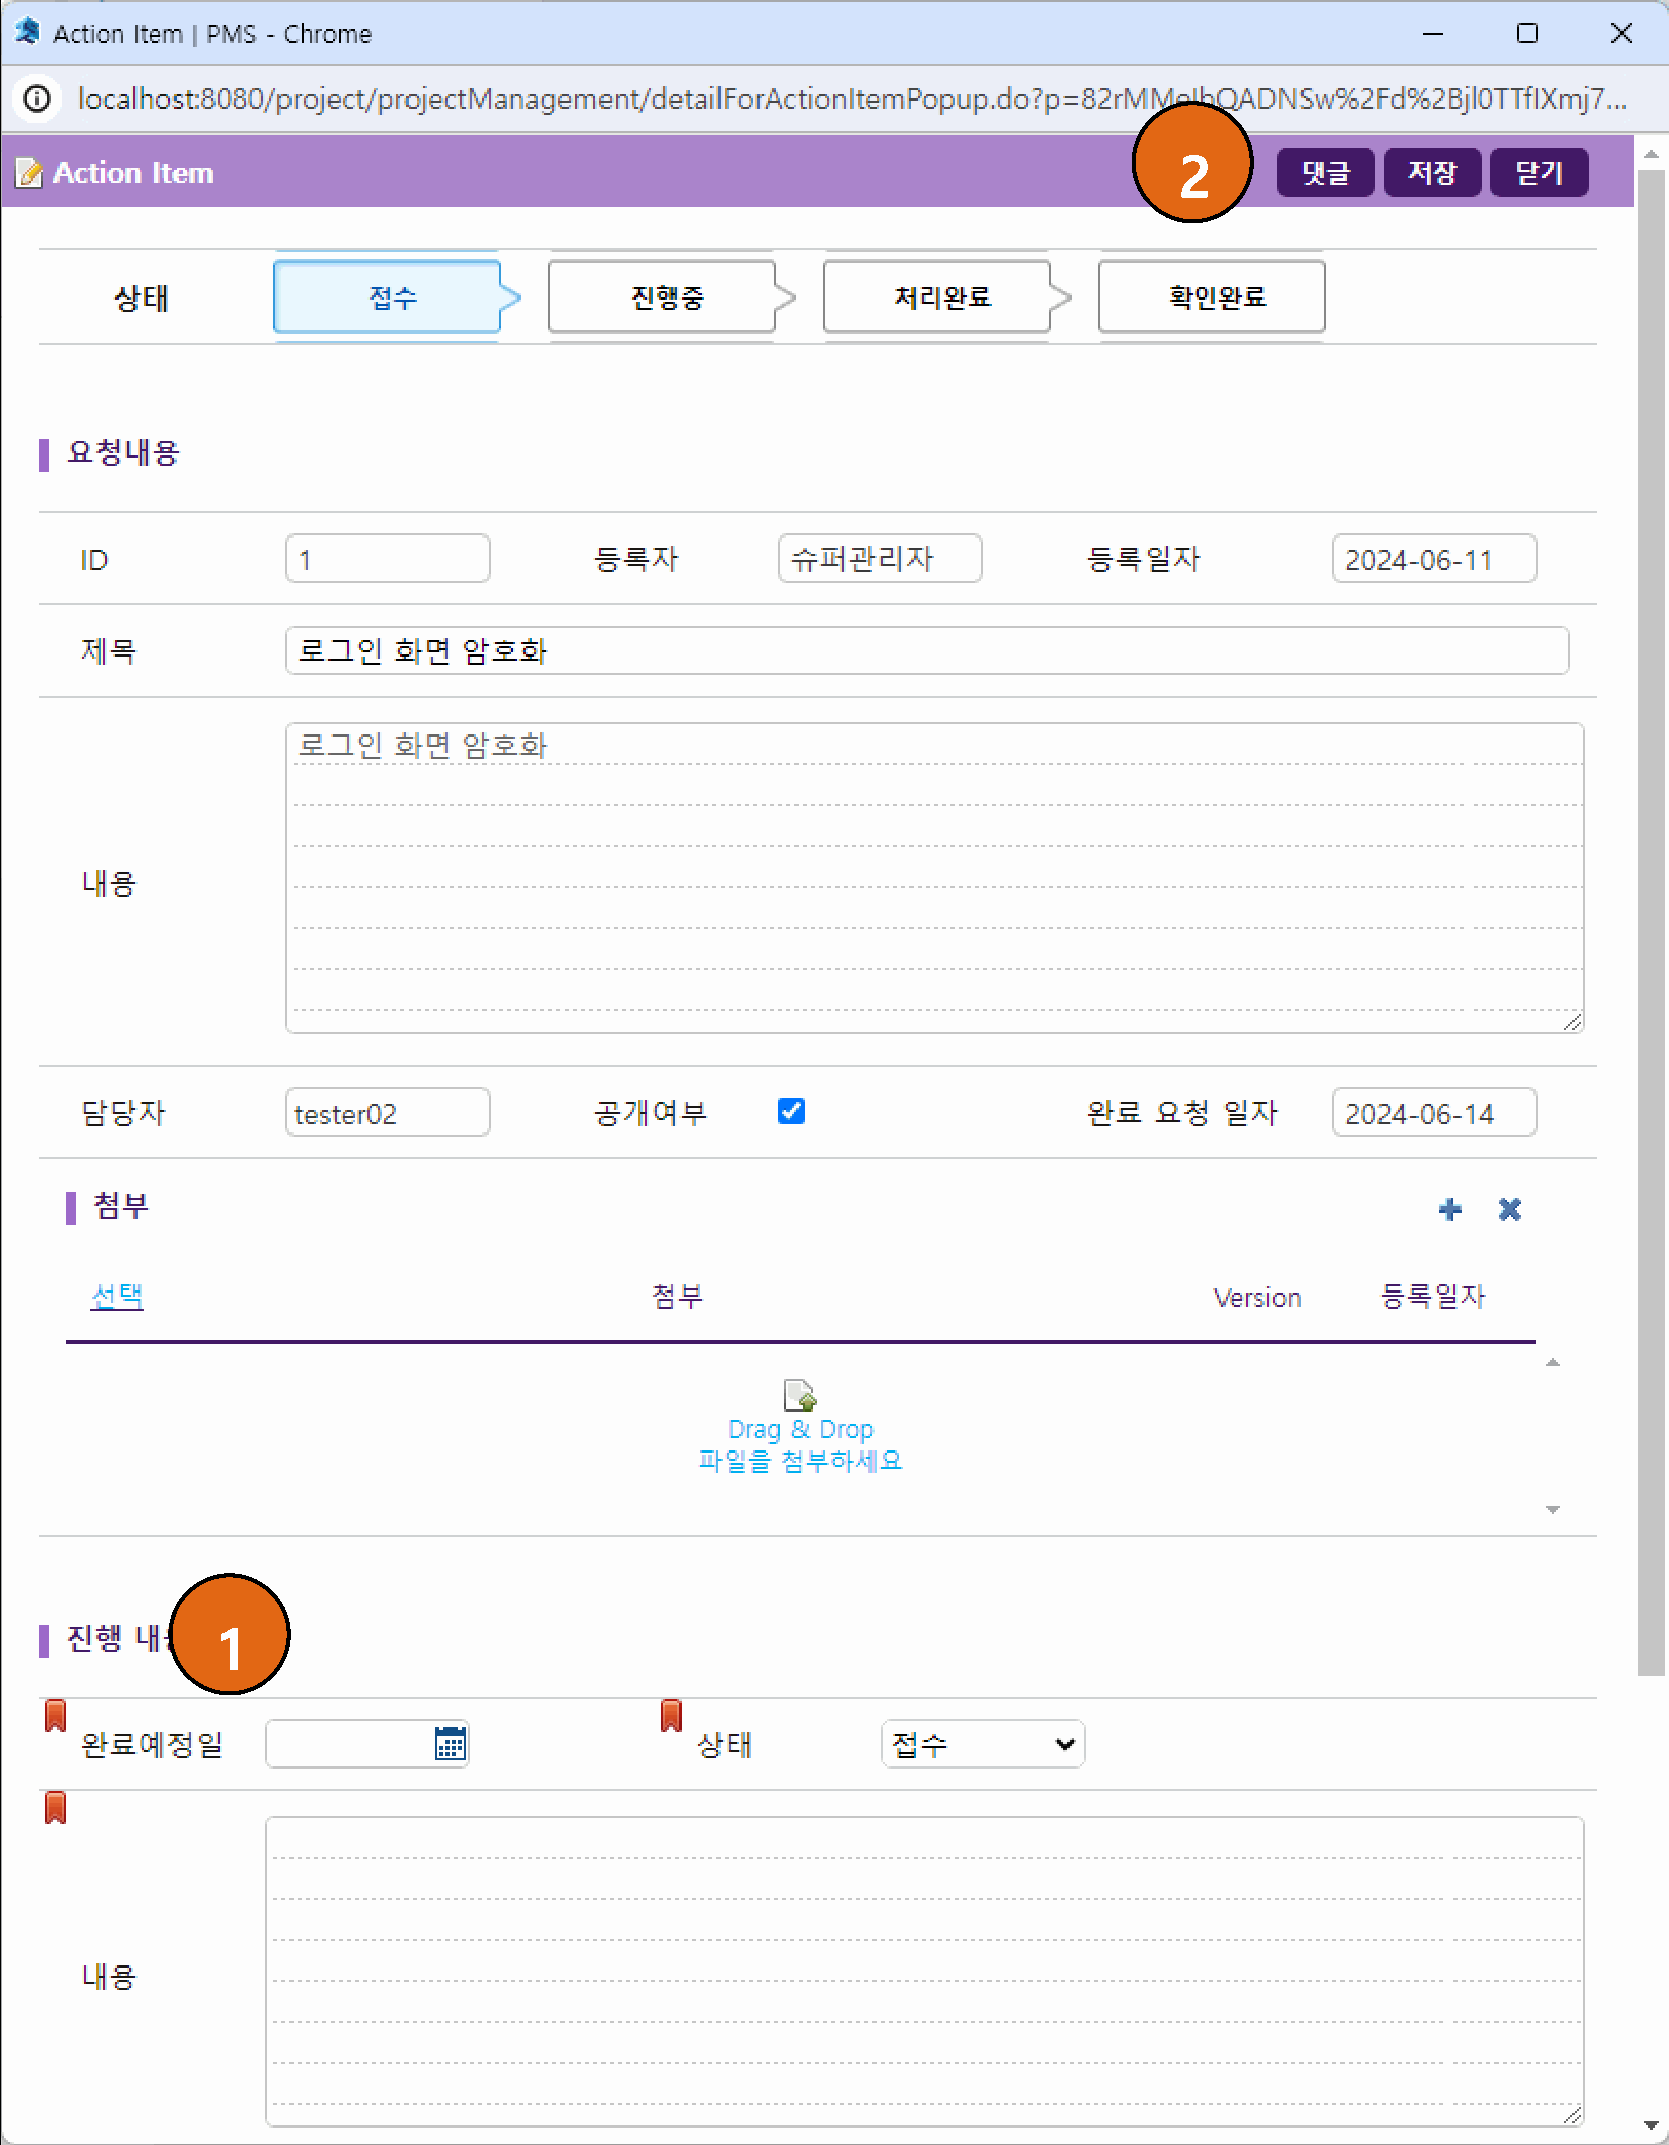 Action Item | PMS - Chrome
localhost:8080/project/projectManagement/detailForActionItemPopup.do?p=82rMMeIbQADNSw%2Fd%2Bjl0TTfIXmj7...
Action Item 2 댓글 저장 닫기
상태 접수 진행중 처리완료 확인완료
요청내용
ID 1 등록자 슈퍼관리자 등록일자 2024-06-11
제목 로그인 화면 암호화
로그인 화면 암호화
내용
담당자 tester02 공개여부 완료 요청 일자 2024-06-14
첨부
선택 첨부 Version 등록일자
Drag & Drop
파일을 첨부하세요
진행 1
완료예정일 상태 접수
내용